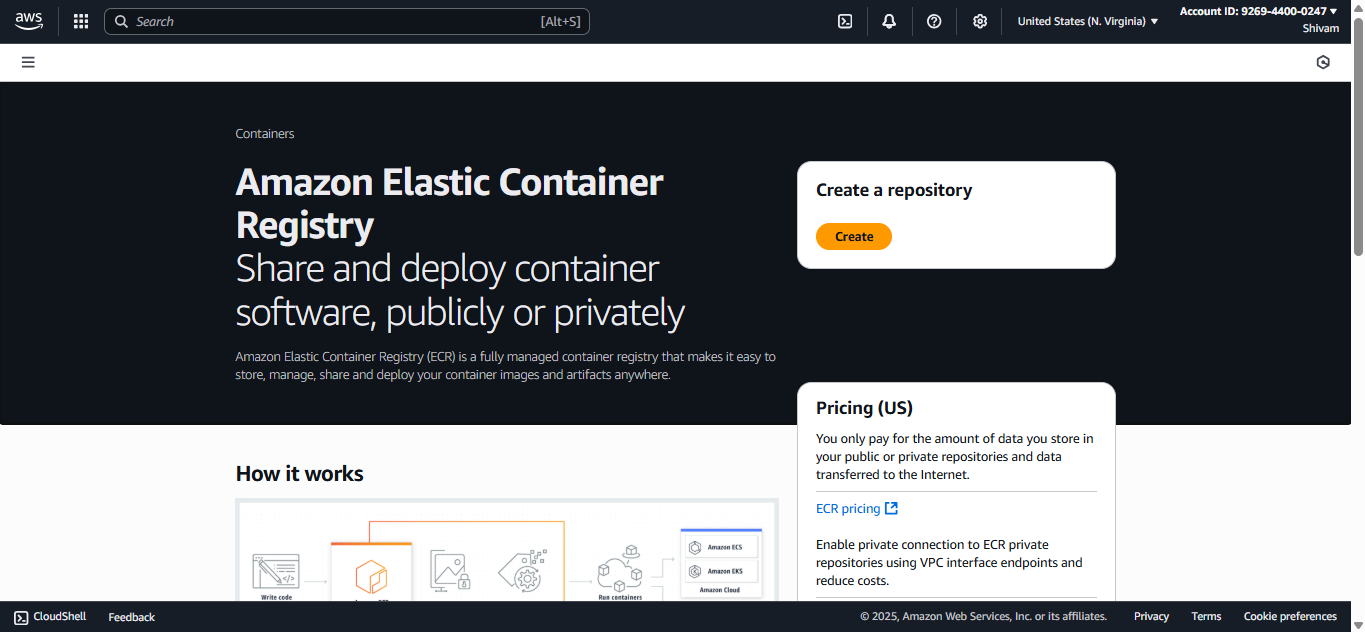 aws
Search [Alt+S]
United States (N. Virginia)
Account ID: 9269-4400-0247
Shivam
Containers
Amazon Elastic Container
Registry
Share and deploy container
software, publicly or privately
Amazon Elastic Container Registry (ECR) is a fully managed container registry that makes it easy to
store, manage, share and deploy your container images and artifacts anywhere.
Create a repository
Create
Pricing (US)
You only pay for the amount of data you store in
your public or private repositories and data
transferred to the Internet.
ECR pricing
Enable private connection to ECR private
repositories using VPC interface endpoints and
reduce costs.
How it works
Write code
Run containers
Amazon ECS
Amazon EKS
Amazon Cloud
CloudShell
Feedback
© 2025, Amazon Web Services, Inc. or its affiliates.
Privacy
Terms
Cookie preferences